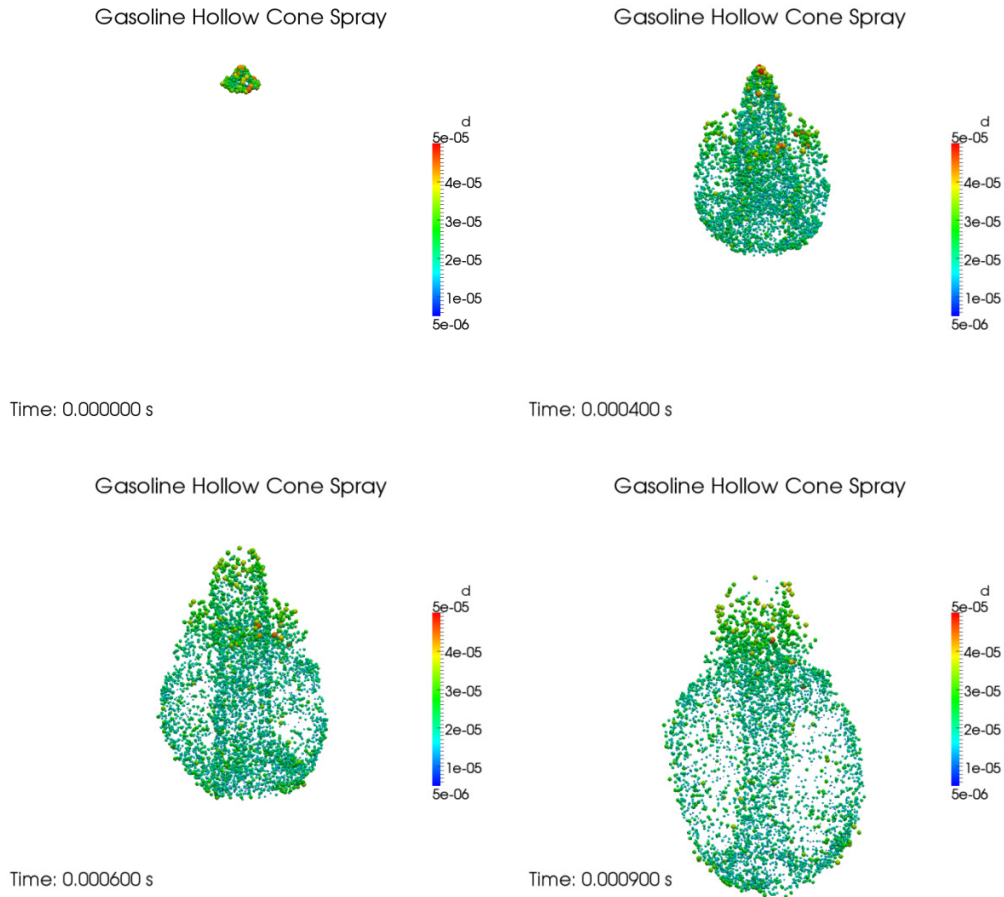 Gasoline Hollow Cone Spray
d
5e-05
4e-05
3e-05
2e-05
1e-05
5e-06
Time: 0.000000 s
Gasoline Hollow Cone Spray
d
5e-05
4e-05
3e-05
2e-05
1e-05
5e-06
Time: 0.000400 s
Gasoline Hollow Cone Spray
d
5e-05
4e-05
3e-05
2e-05
1e-05
5e-06
Time: 0.000600 s
Gasoline Hollow Cone Spray
d
5e-05
4e-05
3e-05
2e-05
1e-05
5e-06
Time: 0.000900 s